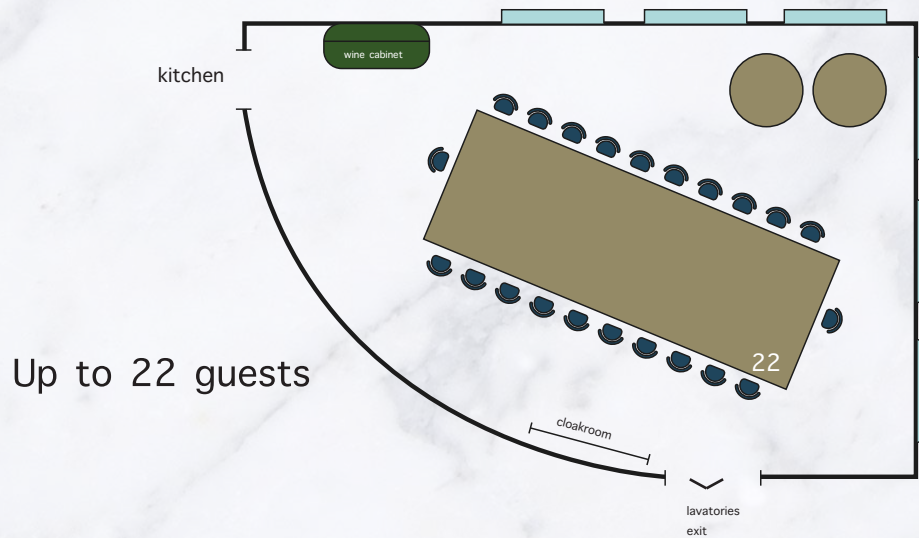 wine cabinet
kitchen
22
Up to 22 guests
cloakroom
lavatories
exit